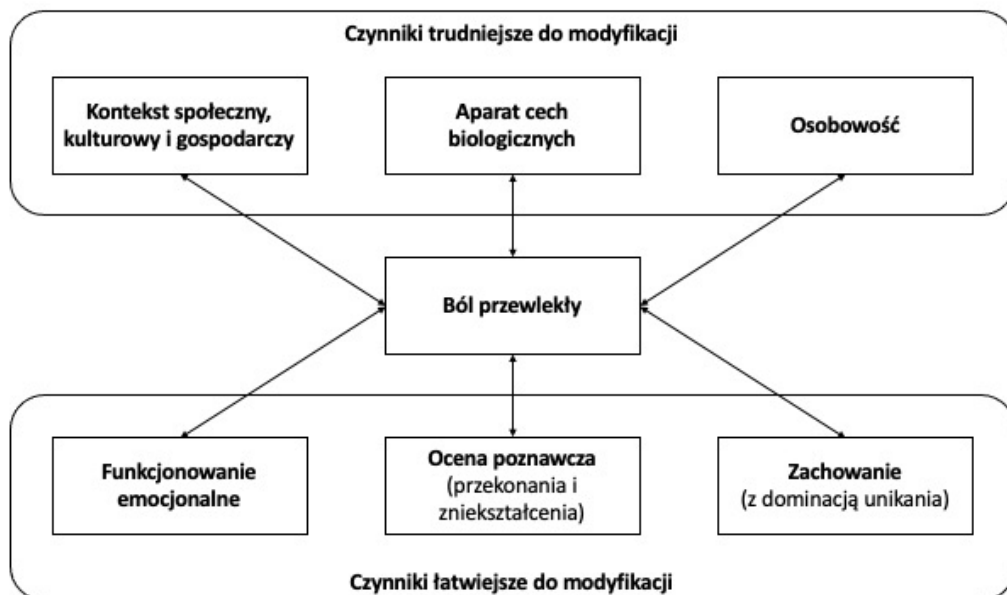 Czynniki trudniejsze do modyfikacji
Kontekst społeczny,
kulturowy i gospodarczy
Aparat cech
biologicznych
Osobowość
Ból przewlekły
Funkcjonowanie
emocjonalne
Ocena poznawcza
(przekonania i
zniekształcenia)
Zachowanie
(z dominacją unikania)
Czynniki łatwiejsze do modyfikacji